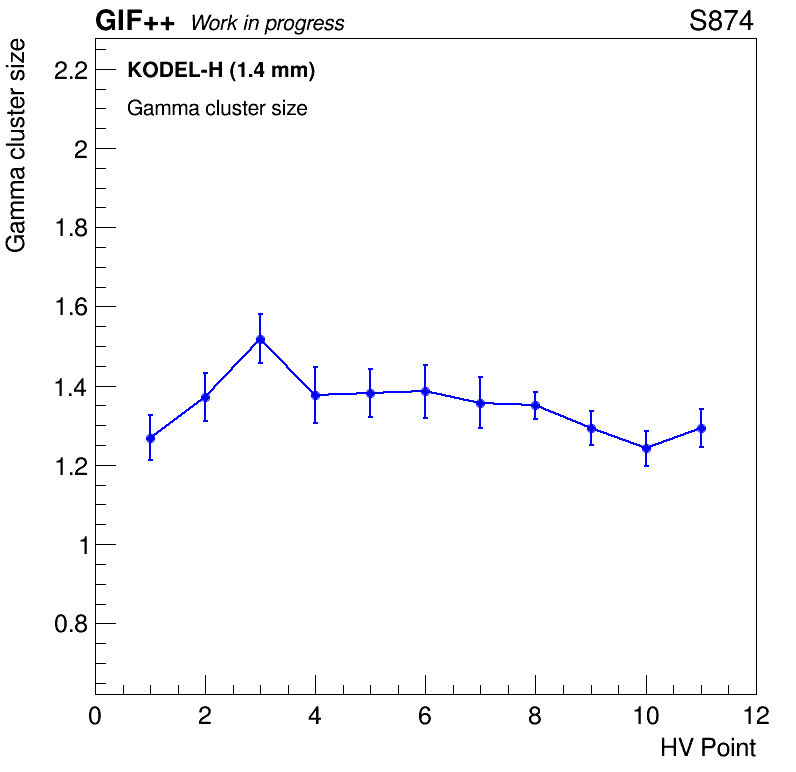 GIF++ Work in progress S874
KODEL-H (1.4 mm)
Gamma cluster size
Gamma cluster size
2.2
2
1.8
1.6
1.4
1.2
1
0.8
0 2 4 6 8 10 12
HV Point